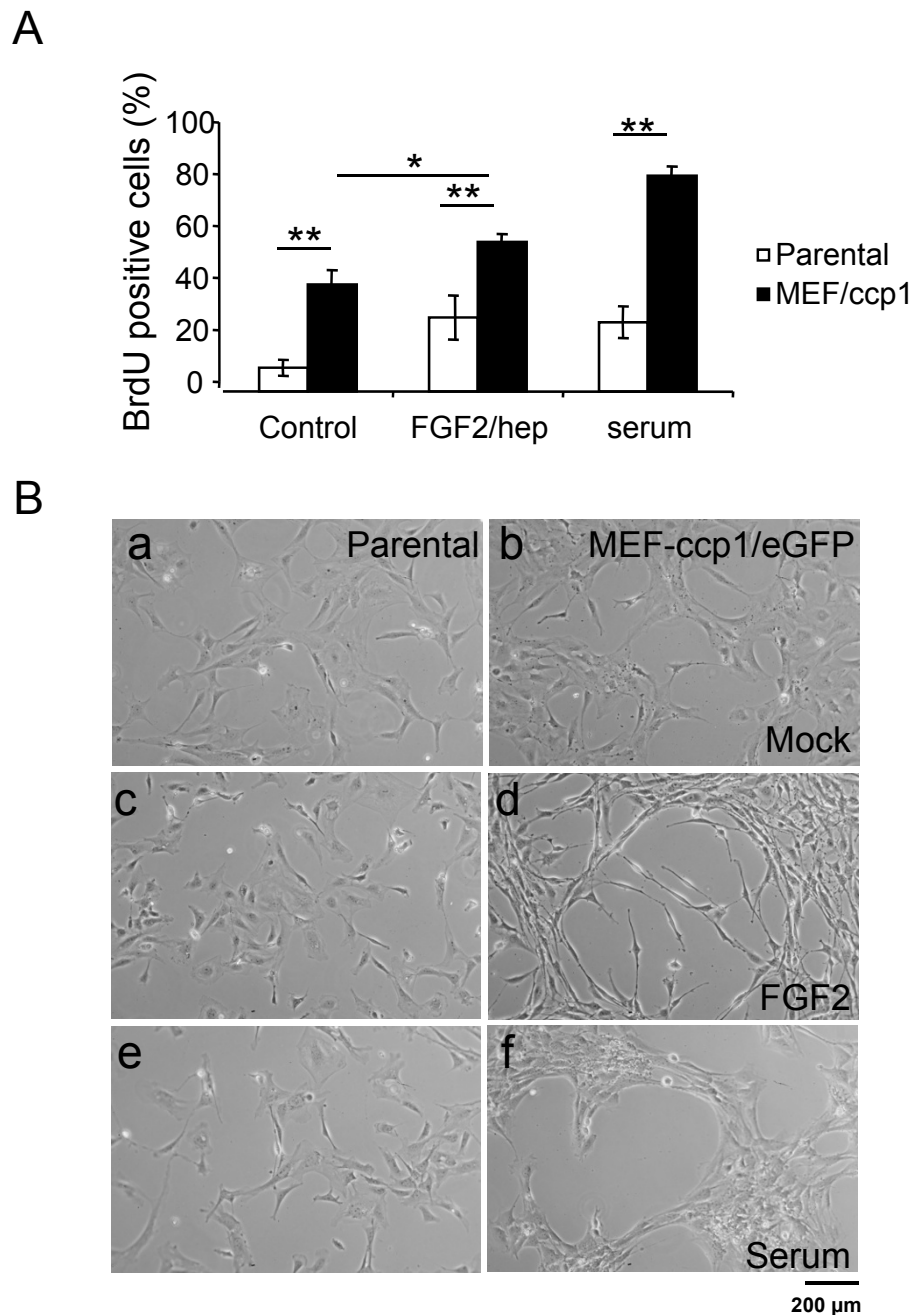 A
BrdU positive cells (%)
100
80
60
40
20
0
**
*
**
**
Control
FGF2/hep
serum
Parental
MEF/ccp1
B
a
Parental
b
MEF-ccp1/eGFP
Mock
c
d
FGF2
e
f
Serum
200 µm